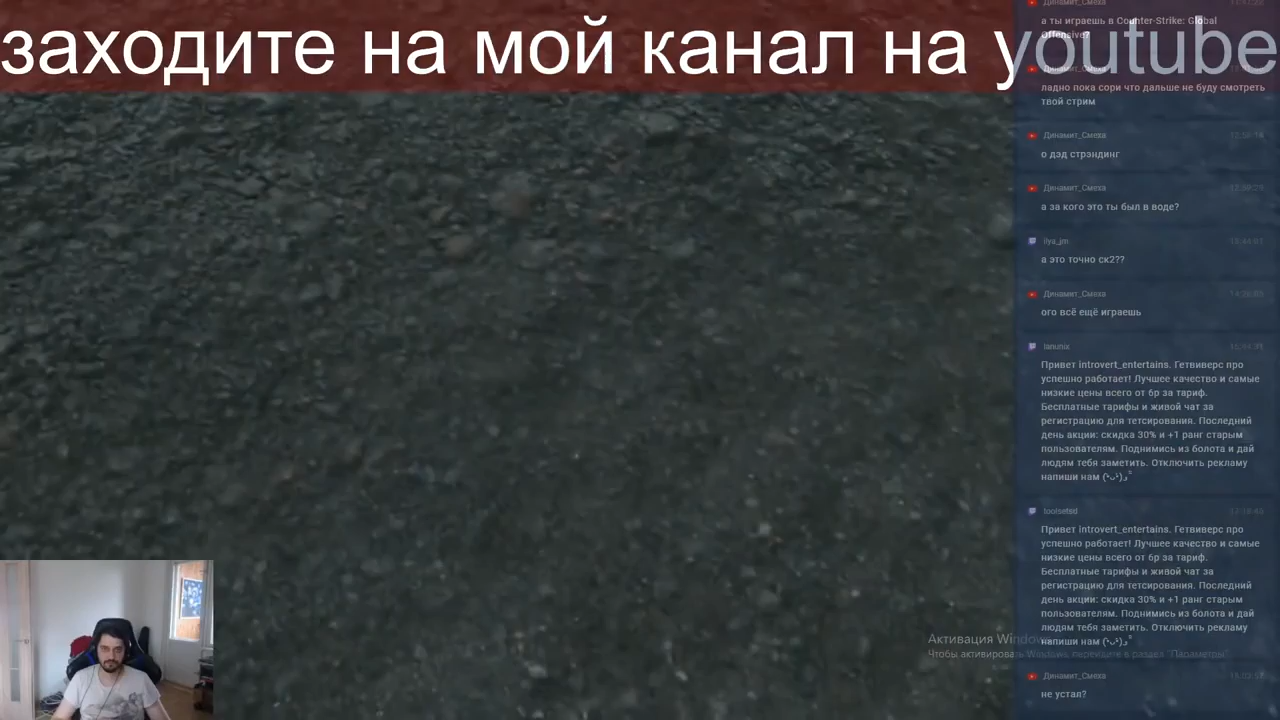 заходите на мой канал на youtube
Динамит_Смеха
а ты играешь в Counter-Strike: Global
Offensive?
Динамит_Смеха
ладно пока сори что дальше не буду смотреть
твой стрим
Динамит_Смеха
о дэд стрэндинг
Динамит_Смеха 12:59:29
а за кого это ты был в воде?
ilya_jm
а это точно ск2??
Динамит_Смеха
ого всё ещё играешь
Привет introvert_entertains. Гетвиверс про
успешно работает! Лучшее качество и самые
низкие цены всего от 6р за тариф.
Бесплатные тарифы и живой чат за
регистрацию для тетсирования. Последний
день акции: скидка 30% и +1 ранг старым
пользователям. Поднимись из болота и дай
людям тебя заметить. Отключить рекламу
напиши нам
toolsetsd
Привет introvert_entertains. Гетвиверс про
успешно работает! Лучшее качество и самые
низкие цены всего от 6р за тариф.
Бесплатные тарифы и живой чат за
регистрацию для тетсирования. Последний
день акции: скидка 30% и +1 ранг старым
пользователям. Поднимись из болота и дай
людям тебя заметить. Отключить рекламу
напиши нам
Активация Windows
Чтобы активировать Windows, перейдите в раздел "Параметры".
Динамит_Смеха
не устал?